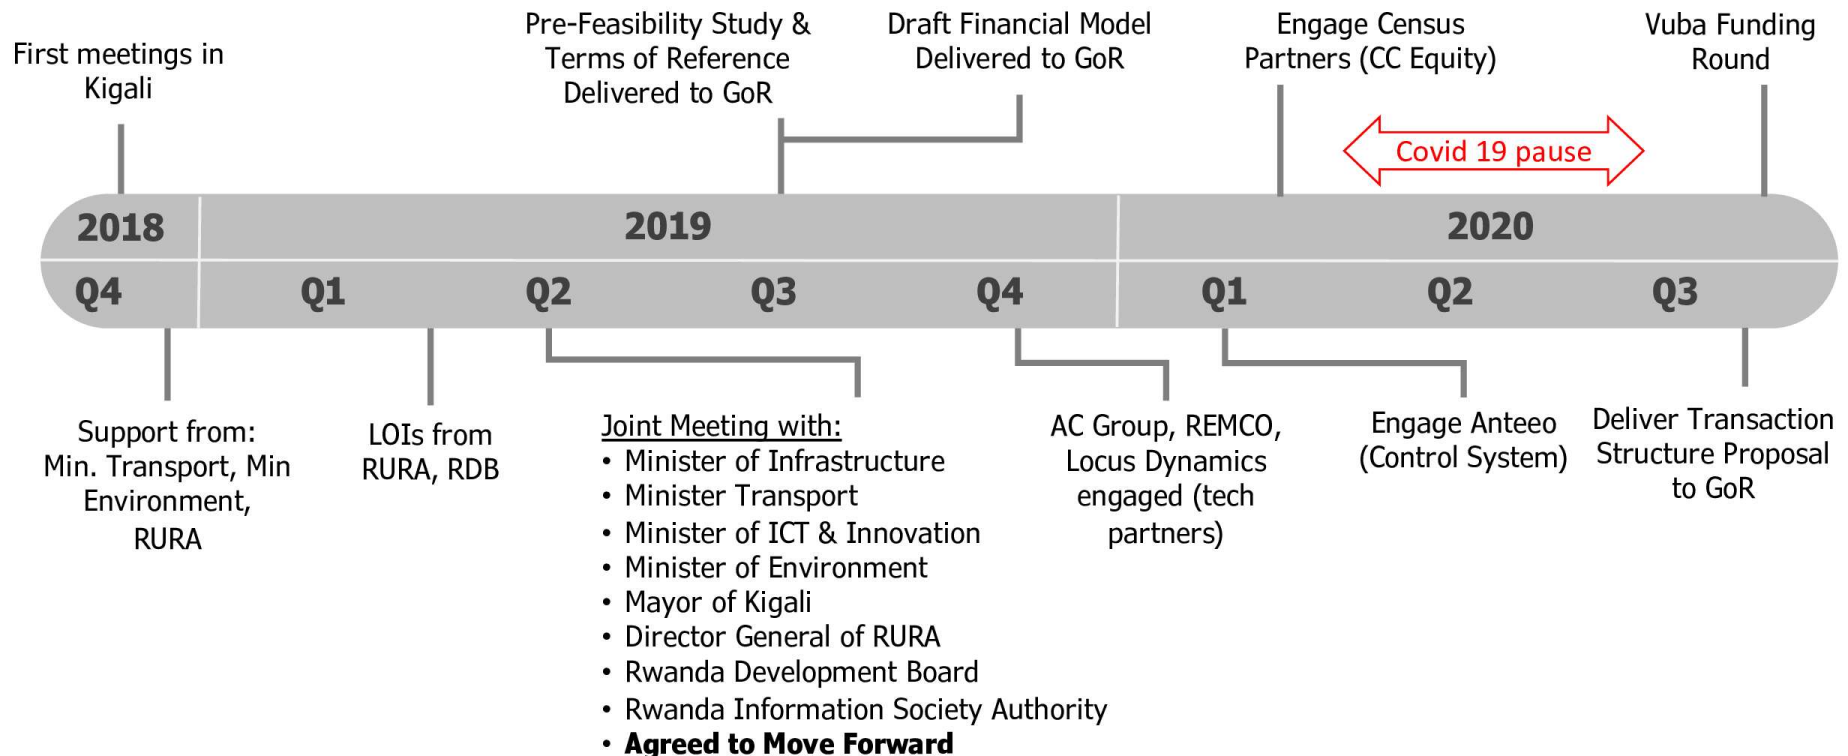 First meetings in
Kigali
Pre-Feasibility Study &
Terms of Reference
Delivered to GoR
Draft Financial Model
Delivered to GoR
Engage Census
Partners (CC Equity)
Vuba Funding
Round
Covid 19 pause
2018
2019
2020
Q4
Q1
Q2
Q3
Q4
Q1
Q2
Q3
Support from:
Min. Transport, Min
Environment,
RURA
LOIs from
RURA, RDB
Joint Meeting with:
• Minister of Infrastructure
• Minister Transport
• Minister of ICT & Innovation
• Minister of Environment
• Mayor of Kigali
• Director General of RURA
• Rwanda Development Board
• Rwanda Information Society Authority
• Agreed to Move Forward
AC Group, REMCO,
Locus Dynamics
engaged (tech
partners)
Engage Anteeo
(Control System)
Deliver Transaction
Structure Proposal
to GoR